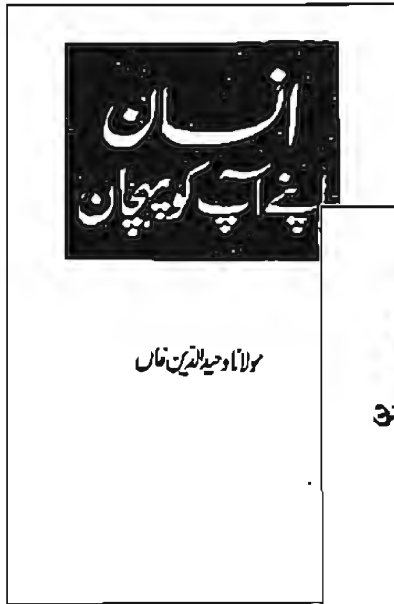 انسان
اپنے آپ کو پہچان
مولانا وحید الدین خاں